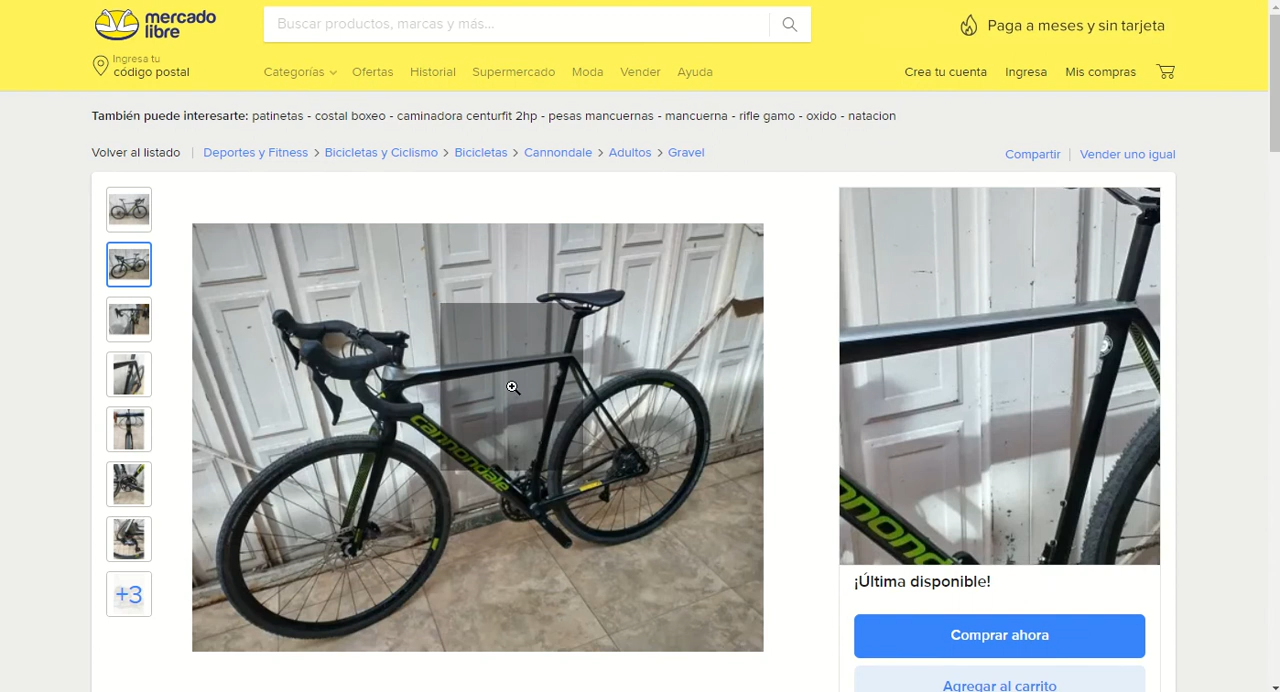 mercado
libre
Buscar productos, marcas y más...
Paga a meses y sin tarjeta
Ingresa tu
código postal
Categorías
Ofertas
Historial
Supermercado
Moda
Vender
Ayuda
Crea tu cuenta
Ingresa
Mis compras
También puede interesarte: patinetas - costal boxeo - caminadora centurfit 2hp - pesas mancuernas - mancuerna - rifle gamo - oxido - natacion
Volver al listado | Deportes y Fitness > Bicicletas y Ciclismo > Bicicletas > Cannondale > Adultos > Gravel
Compartir | Vender uno igual
cannondale
+3
¡Última disponible!
Comprar ahora
Agregar al carrito